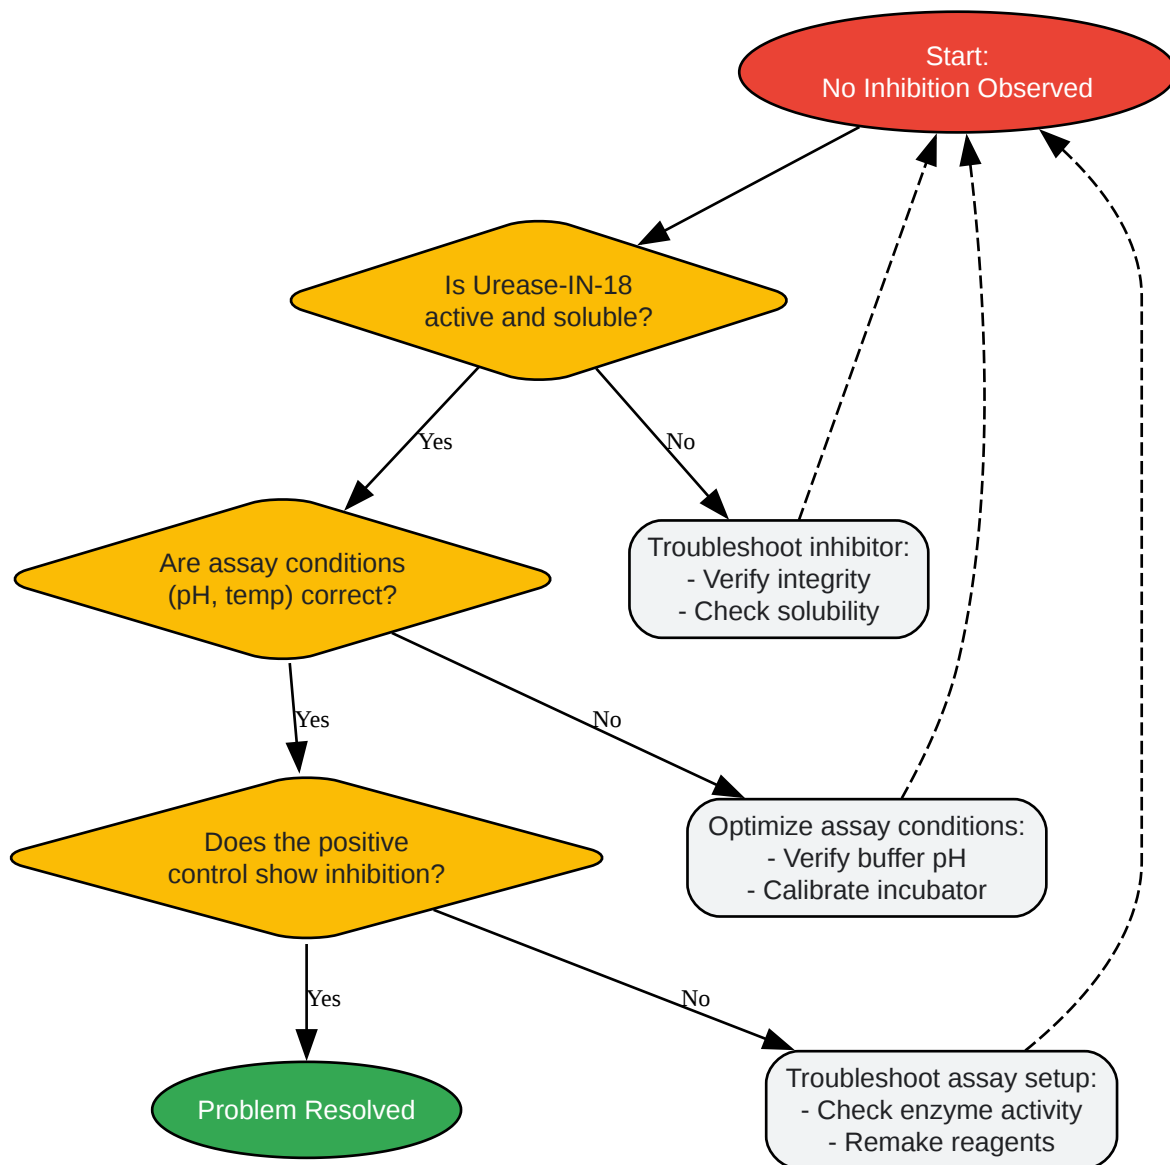 Start:
No Inhibition Observed
Is Urease-IN-18
active and soluble?
Yes
No
Are assay conditions
(pH, temp) correct?
Troubleshoot inhibitor:
- Verify integrity
- Check solubility
Yes
No
Does the positive
control show inhibition?
Optimize assay conditions:
- Verify buffer pH
- Calibrate incubator
Yes
No
Problem Resolved
Troubleshoot assay setup:
- Check enzyme activity
- Remake reagents